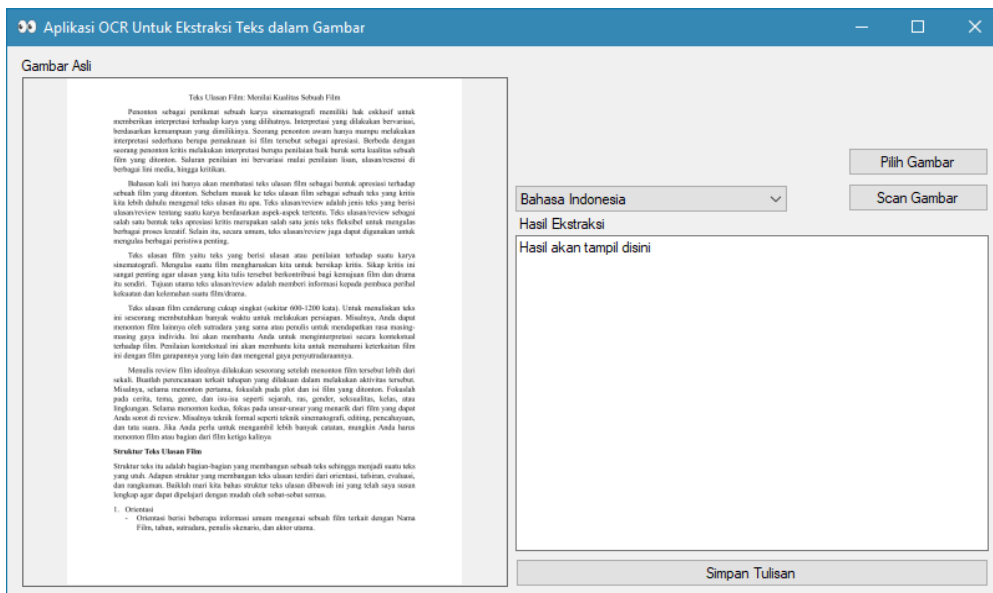 Aplikasi OCR Untuk Ekstraksi Teks dalam Gambar
Gambar Asli
Teks Ulasan Film: Menilai Kualitas Sebuah Film
Penonton sebagai penikmat sebuah karya sinematografi memiliki hak esklusif untuk
memberikan interpretasi terhadap karya yang dilihatnya. Interpretasi yang dilakukan bervariasi,
berdasarkan kemampuan yang dimilikinya. Seorang penonton awam hanya mampu melakukan
interpretasi sederhana berupa pemaknaan isi film tersebut sebagai apresiasi. Berbeda dengan
seorang penonton kritis melakukan interpretasi berupa penilaian baik buruk serta kualitas sebuah
film yang ditonton. Saluran penilaian ini bervariasi mulai penilaian lisan, ulasan/resensi di
berbagai lini media, hingga kritikan.
Bahasan kali ini hanya akan membatasi teks ulasan film sebagai bentuk apresiasi terhadap
sebuah film yang ditonton. Sebelum masuk ke teks ulasan film sebagai sebuah teks yang kritis
kita lebih dahulu mengenal teks ulasan itu apa. Teks ulasan/review adalah jenis teks yang berisi
ulasan/review tentang suatu karya berdasarkan aspek-aspek tertentu. Teks ulasan/review sebagai
salah satu bentuk teks apresiasi kritis merupakan salah satu jenis teks fleksibel untuk mengulas
berbagai proses kreatif. Selain itu, secara umum, teks ulasan/review juga dapat digunakan untuk
mengulas berbagai peristiwa penting.
Teks ulasan film yaitu teks yang berisi ulasan atau penilaian terhadap suatu karya
sinematografi. Mengulas suatu film mengharuskan kita untuk bersikap kritis. Sikap kritis ini
sangat penting agar ulasan yang kita tulis tersebut berkontribusi bagi kemajuan film dan drama
itu sendiri. Tujuan utama teks ulasan/review adalah memberi informasi kepada pembaca perihal
kekuatan dan kelemahan suatu film/drama.
Teks ulasan film cenderung cukup singkat (sekitar 600-1200 kata). Untuk menuliskan teks
ini seseorang membutuhkan banyak waktu untuk melakukan persiapan. Misalnya, Anda dapat
menonton film lainnya oleh sutradara yang sama atau penulis untuk mendapatkan rasa masing-
masing gaya individu. Ini akan membantu Anda untuk menginterpretasi secara kontekstual
terhadap film. Penilaian kontekstual ini akan membantu kita untuk memahami keterkaitan film
ini dengan film garapannya yang lain dan mengenal gaya penyutradaraannya.
Menulis review film idealnya dilakukan seseorang setelah menonton film tersebut lebih dari
sekali. Buatlah perencanaan terkait tahapan yang dilakuan dalam melakukan aktivitas tersebut.
Misalnya, selama menonton pertama, fokuslah pada plot dan isi film yang ditonton. Fokuslah
pada cerita, tema, genre, dan isu-isu seperti sejarah, ras, gender, seksualitas, kelas, atau
lingkungan. Selama menonton kedua, fokus pada unsur-unsur yang menarik dari film yang dapat
Anda sorot di review. Misalnya teknik formal seperti teknik sinematografi, editing, pencahayaan,
dan tata suara. Jika Anda perlu untuk mengambil lebih banyak catatan, mungkin Anda harus
menonton film atau bagian dari film ketiga kalinya
Struktur Teks Ulasan Film
Struktur teks itu adalah bagian-bagian yang membangun sebuah teks sehingga menjadi suatu teks
yang utuh. Adapun struktur yang membangun teks ulasan terdiri dari orientasi, tafsiran, evaluasi,
dan rangkuman. Baiklah mari kita bahas struktur teks ulasan dibawah ini yang telah saya susun
lengkap agar dapat dipelajari dengan mudah oleh sobat-sobat semua.
1. Orientasi
- Orientasi berisi beberapa informasi umum mengenai sebuah film terkait dengan Nama
Film, tahun, sutradara, penulis skenario, dan aktor utama.
Pilih Gambar
Bahasa Indonesia
Scan Gambar
Hasil Ekstraksi
Hasil akan tampil disini
Simpan Tulisan